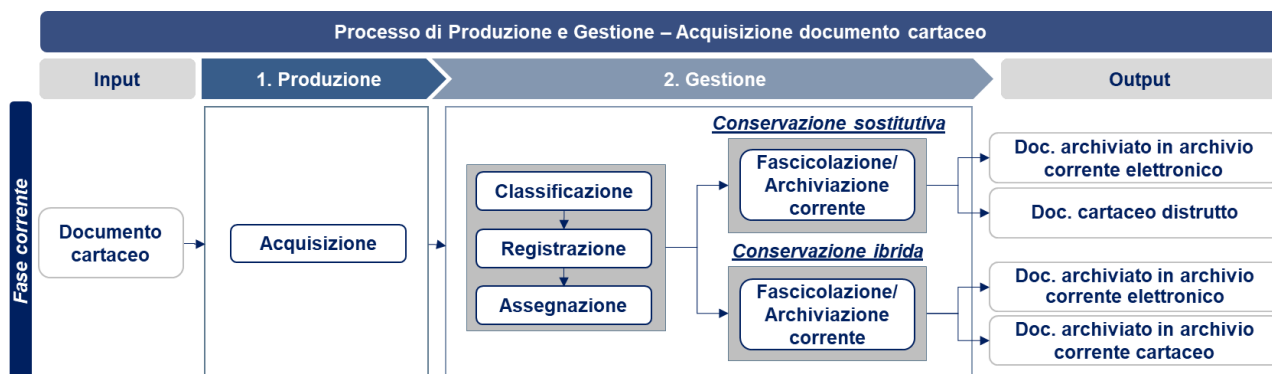 Processo di Produzione e Gestione – Acquisizione documento cartaceo
Input
1. Produzione
2. Gestione
Output
Fase corrente
Documento
cartaceo
Acquisizione
Classificazione
Registrazione
Assegnazione
Conservazione sostitutiva
Fascicolazione/
Archiviazione
corrente
Conservazione ibrida
Fascicolazione/
Archiviazione
corrente
Doc. archiviato in archivio
corrente elettronico
Doc. cartaceo distrutto
Doc. archiviato in archivio
corrente elettronico
Doc. archiviato in archivio
corrente cartaceo